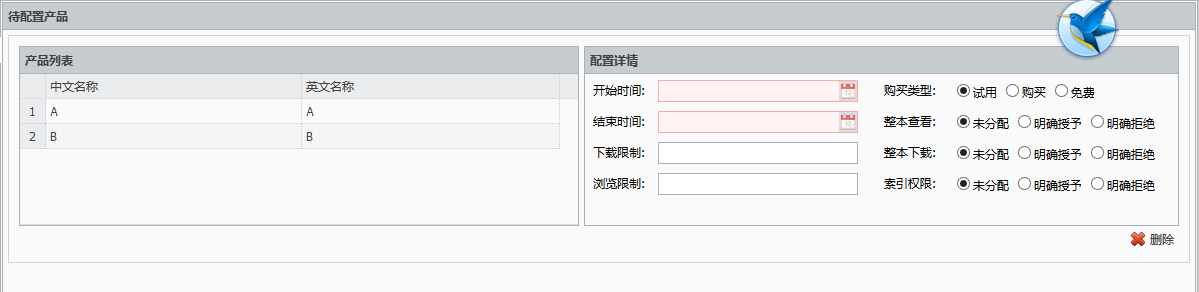 待配置产品
产品列表
中文名称 英文名称
1 A A
2 B B
配置详情
开始时间: 购买类型: 试用 购买 免费
结束时间: 整本查看: 未分配 明确授予 明确拒绝
下载限制: 整本下载: 未分配 明确授予 明确拒绝
浏览限制: 索引权限: 未分配 明确授予 明确拒绝
删除